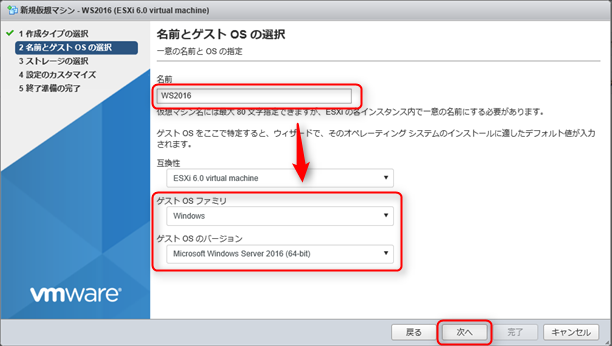 新規仮想マシン - WS2016 (ESXi 6.0 virtual machine)
1 作成タイプの選択
2 名前とゲスト OS の選択
3 ストレージの選択
4 設定のカスタマイズ
5 終了準備の完了
vmware
名前とゲスト OS の選択
一意の名前と OS の指定
名前
WS2016
仮想マシン名には最大 80 文字指定できますが、ESXi の各インスタンス内で一意の名前にする必要があります。
ゲスト OS をここで特定すると、ウィザードで、そのオペレーティング システムのインストールに適したデフォルト値が入力
されます。
互換性
ESXi 6.0 virtual machine
ゲスト OS ファミリ
Windows
ゲスト OS のバージョン
Microsoft Windows Server 2016 (64-bit)
戻る
次へ
完了
キャンセル